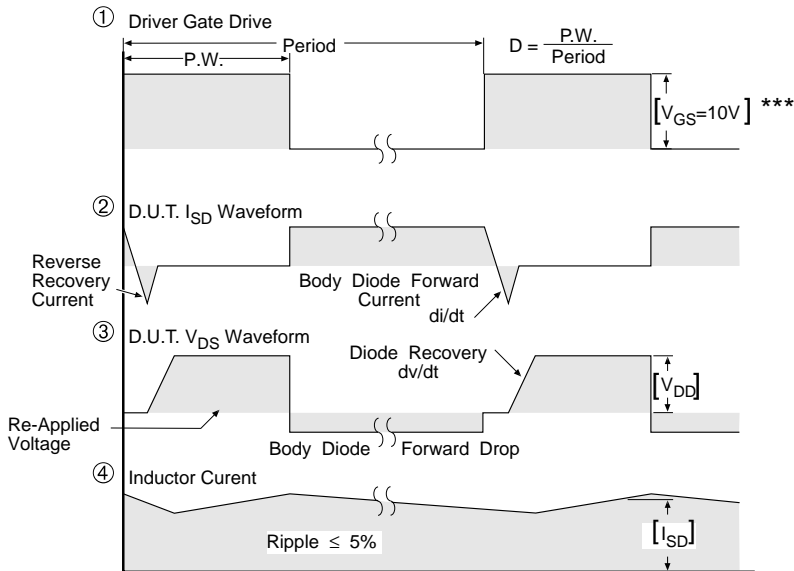 ① Driver Gate Drive
Period
P.W.
D = P.W. / Period
[V_GS=10V] ***
② D.U.T. I_SD Waveform
Reverse
Recovery
Current
Body Diode Forward
Current
di/dt
③ D.U.T. V_DS Waveform
Diode Recovery
dv/dt
[V_DD]
Re-Applied
Voltage
Body Diode Forward Drop
④ Inductor Curent
Ripple ≤ 5%
[I_SD]